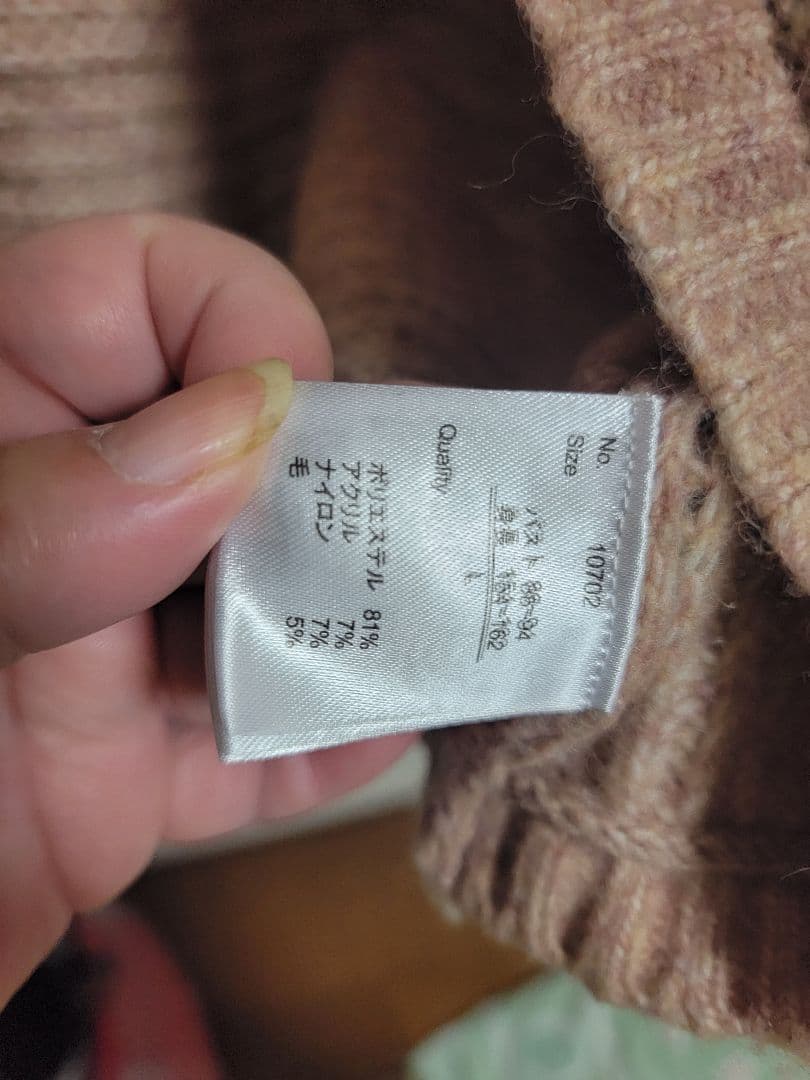 No. 10702
Size
バスト 86~94
身長 154~162
L
Quality
ポリエステル 81%
アクリル 7%
ナイロン 7%
毛 5%